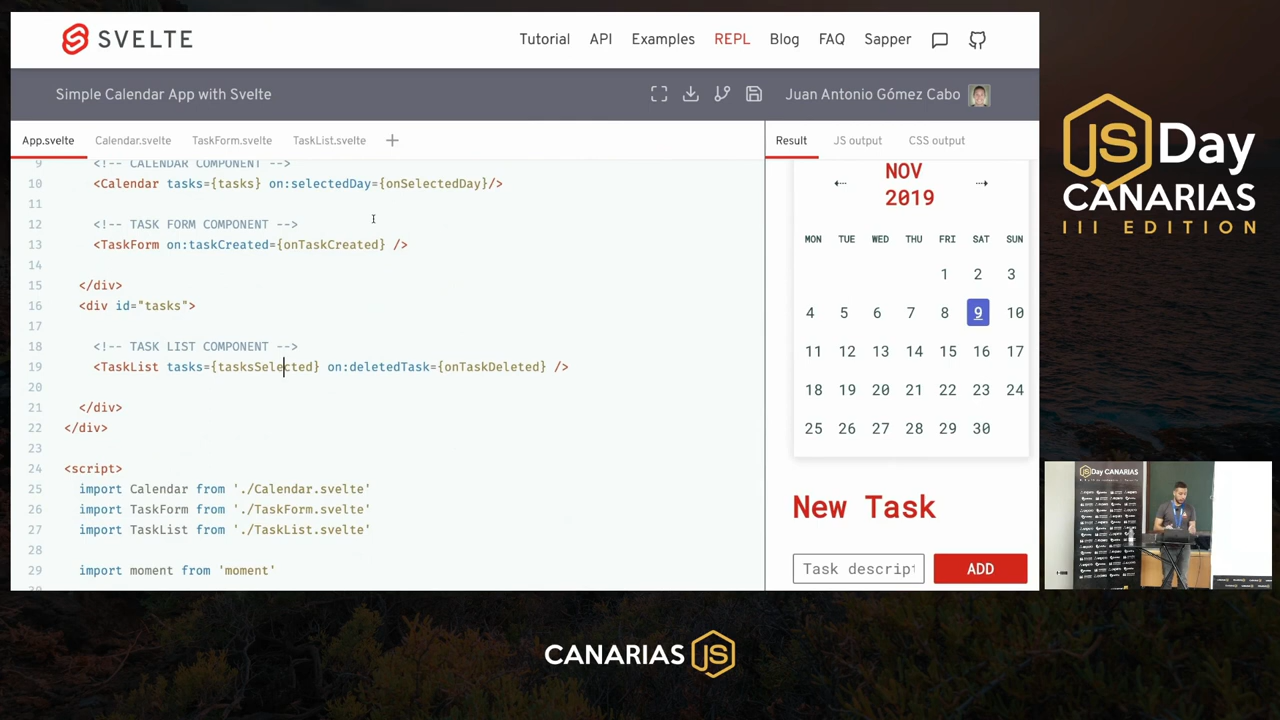 SVELTE
Tutorial API Examples REPL Blog FAQ Sapper
Simple Calendar App with Svelte
Juan Antonio Gómez Cabo
App.svelte Calendar.svelte TaskForm.svelte TaskList.svelte +
Result JS output CSS output
9 <!-- CALENDAR COMPONENT -->
10 <Calendar tasks={tasks} on:selectedDay={onSelectedDay}/>
11
12 <!-- TASK FORM COMPONENT -->
13 <TaskForm on:taskCreated={onTaskCreated} />
14
15 </div>
16 <div id="tasks">
17
18 <!-- TASK LIST COMPONENT -->
19 <TaskList tasks={tasksSelected} on:deletedTask={onTaskDeleted} />
20
21 </div>
22 </div>
23
24 <script>
25 import Calendar from './Calendar.svelte'
26 import TaskForm from './TaskForm.svelte'
27 import TaskList from './TaskList.svelte'
28
29 import moment from 'moment'
← NOV →
2019
MON TUE WED THU FRI SAT SUN
1 2 3
4 5 6 7 8 9 10
11 12 13 14 15 16 17
18 19 20 21 22 23 24
25 26 27 28 29 30
New Task
Task descript ADD
JS Day
CANARIAS
III EDITION
JSDay CANARIAS
CANARIAS JS